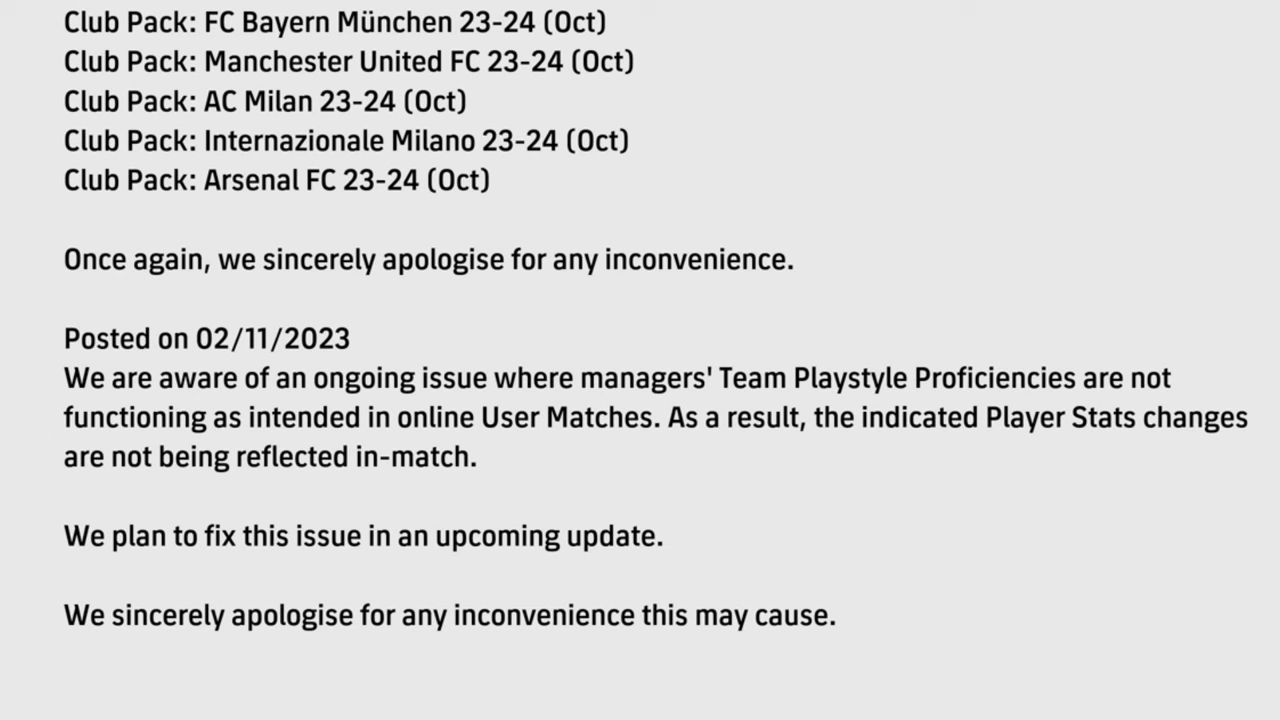 Club Pack: FC Bayern München 23-24 (Oct)
Club Pack: Manchester United FC 23-24 (Oct)
Club Pack: AC Milan 23-24 (Oct)
Club Pack: Internazionale Milano 23-24 (Oct)
Club Pack: Arsenal FC 23-24 (Oct)
Once again, we sincerely apologise for any inconvenience.
Posted on 02/11/2023
We are aware of an ongoing issue where managers' Team Playstyle Proficiencies are not
functioning as intended in online User Matches. As a result, the indicated Player Stats changes
are not being reflected in-match.
We plan to fix this issue in an upcoming update.
We sincerely apologise for any inconvenience this may cause.